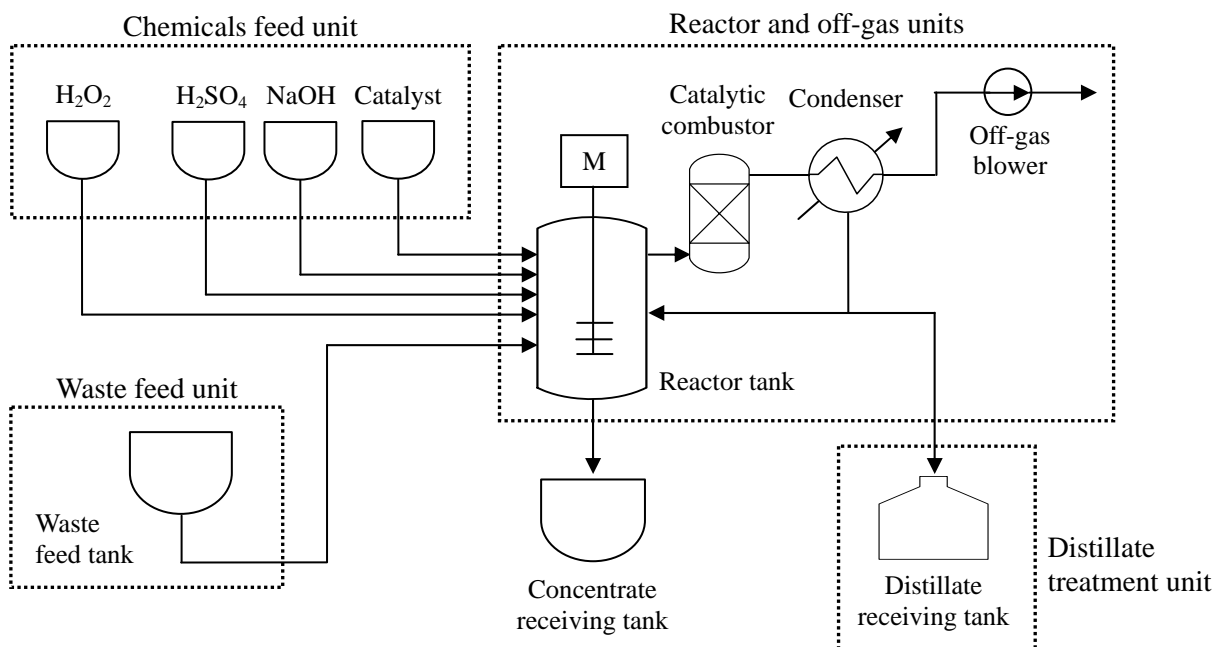 Chemicals feed unit
H₂O₂
H₂SO₄
NaOH
Catalyst
Reactor and off-gas units
M
Catalytic
combustor
Condenser
Off-gas
blower
Reactor tank
Waste feed unit
Waste
feed tank
Concentrate
receiving tank
Distillate
receiving tank
Distillate
treatment unit